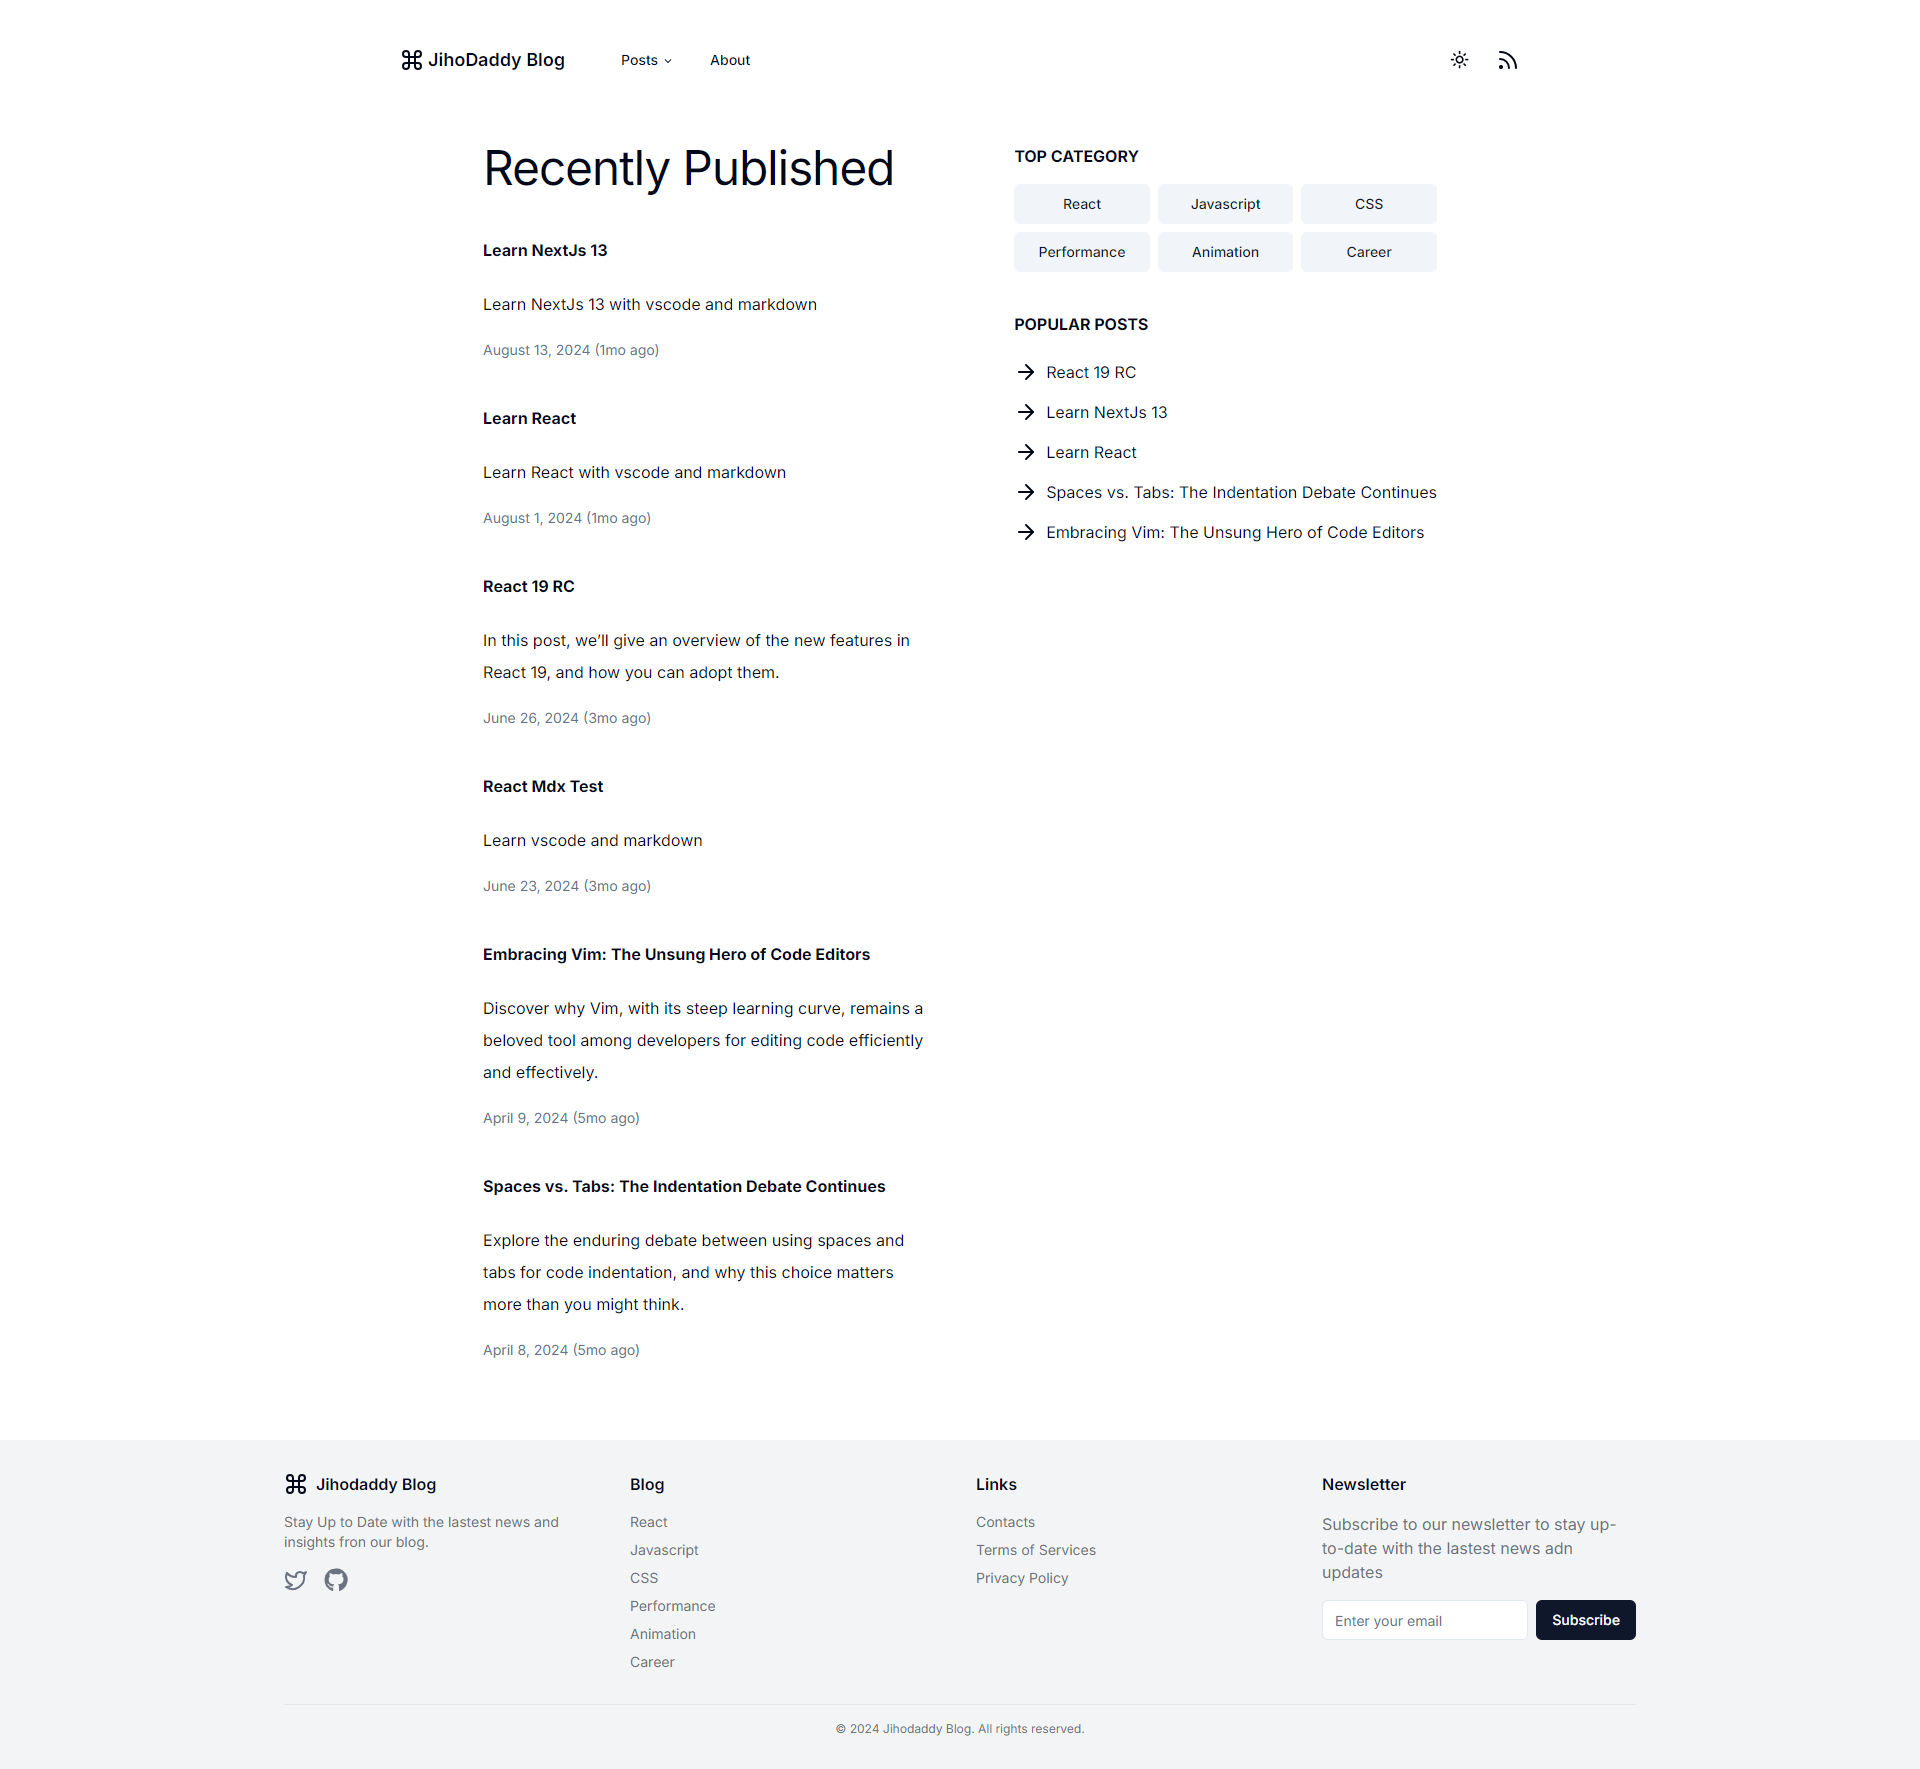 JihoDaddy Blog
Posts
About
Recently Published
Learn NextJs 13
Learn NextJs 13 with vscode and markdown
August 13, 2024 (1mo ago)
Learn React
Learn React with vscode and markdown
August 1, 2024 (1mo ago)
React 19 RC
In this post, we’ll give an overview of the new features in
React 19, and how you can adopt them.
June 26, 2024 (3mo ago)
React Mdx Test
Learn vscode and markdown
June 23, 2024 (3mo ago)
Embracing Vim: The Unsung Hero of Code Editors
Discover why Vim, with its steep learning curve, remains a
beloved tool among developers for editing code efficiently
and effectively.
April 9, 2024 (5mo ago)
Spaces vs. Tabs: The Indentation Debate Continues
Explore the enduring debate between using spaces and
tabs for code indentation, and why this choice matters
more than you might think.
April 8, 2024 (5mo ago)
TOP CATEGORY
React
Javascript
CSS
Performance
Animation
Career
POPULAR POSTS
React 19 RC
Learn NextJs 13
Learn React
Spaces vs. Tabs: The Indentation Debate Continues
Embracing Vim: The Unsung Hero of Code Editors
Jihodaddy Blog
Stay Up to Date with the lastest news and
insights fron our blog.
Blog
React
Javascript
CSS
Performance
Animation
Career
Links
Contacts
Terms of Services
Privacy Policy
Newsletter
Subscribe to our newsletter to stay up-
to-date with the lastest news adn
updates
Enter your email
Subscribe
© 2024 Jihodaddy Blog. All rights reserved.